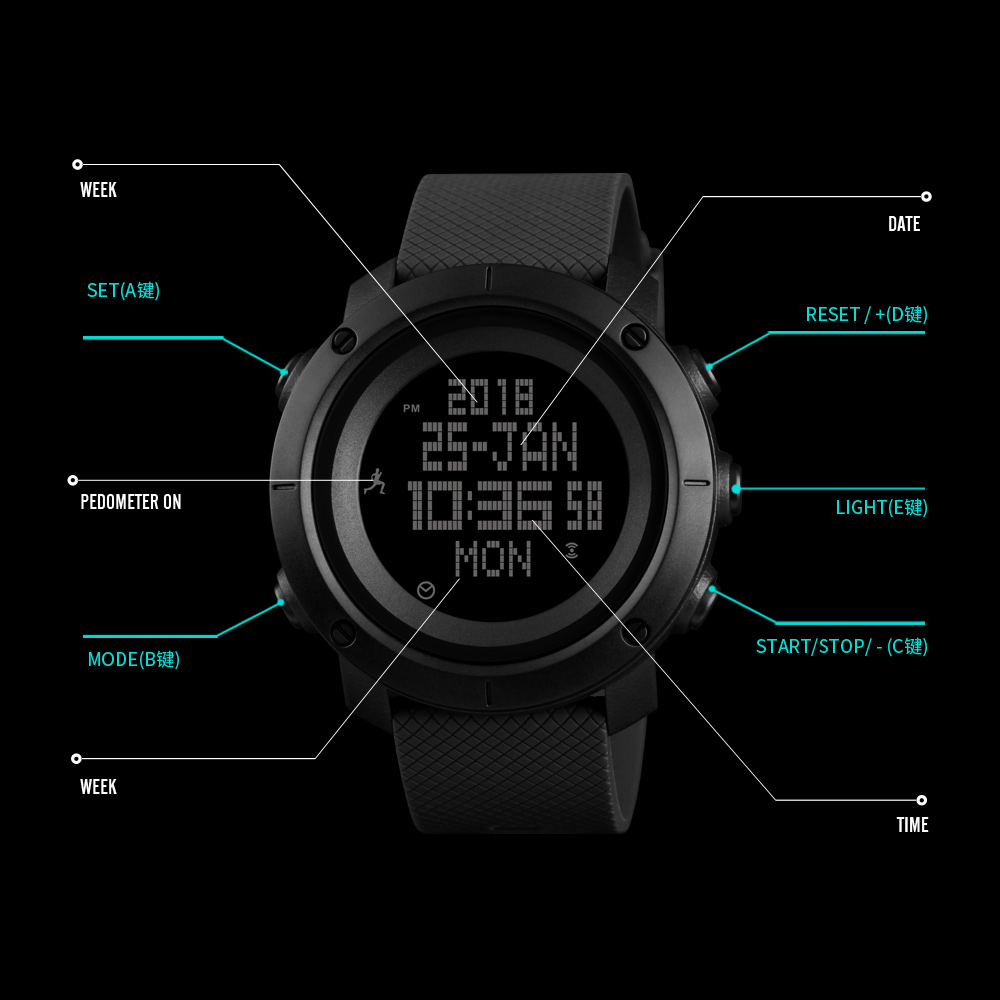 WEEK
DATE
SET(A键)
RESET / +(D键)
2018
PM
25-JAN
PEDOMETER ON
10:36 58
LIGHT(E键)
MON
START/STOP/ - (C键)
MODE(B键)
WEEK
TIME